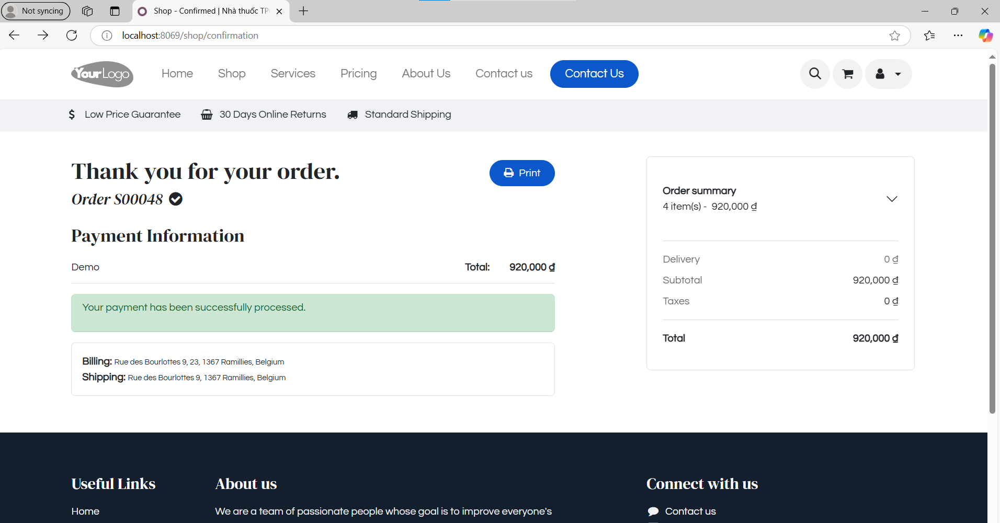 Not syncing
Shop - Confirmed | Nhà thuốc TP
localhost:8069/shop/confirmation
YourLogo
Home
Shop
Services
Pricing
About Us
Contact us
Contact Us
Low Price Guarantee
30 Days Online Returns
Standard Shipping
Thank you for your order.
Print
Order S00048
Payment Information
Demo
Total: 920,000 ₫
Your payment has been successfully processed.
Billing: Rue des Bourlottes 9, 23, 1367 Ramillies, Belgium
Shipping: Rue des Bourlottes 9, 1367 Ramillies, Belgium
Order summary
4 item(s) - 920,000 ₫
Delivery 0 ₫
Subtotal 920,000 ₫
Taxes 0 ₫
Total 920,000 ₫
Useful Links
Home
About us
We are a team of passionate people whose goal is to improve everyone's
Connect with us
Contact us